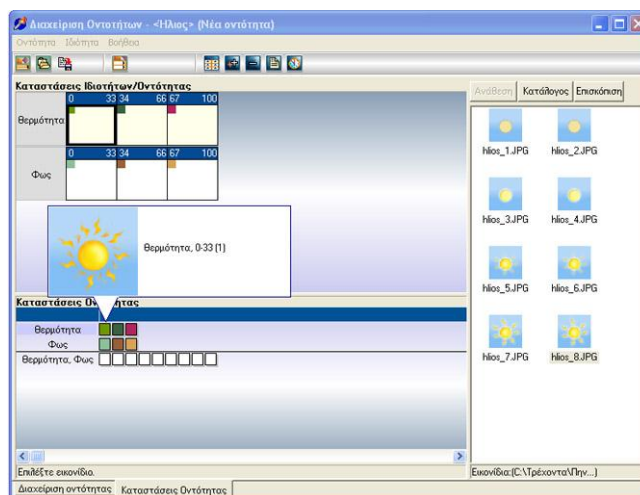 Διαχείριση Οντοτήτων - <Ήλιος> (Νέα οντότητα)
Οντότητα Ιδιότητα Βοήθεια
Καταστάσεις Ιδιοτήτων/Οντότητας
0 33 34 66 67 100
Θερμότητα
0 33 34 66 67 100
Φως
Θερμότητα, 0-33 (1)
Καταστάσεις Οντότητας
Θερμότητα
Φως
Θερμότητα, Φως
Επιλέξτε εικονίδιο.
Διαχείριση οντότητας Καταστάσεις Οντότητας
Ανάθεση Κατάλογος Επισκόπιση
hlios_1.JPG hlios_2.JPG
hlios_3.JPG hlios_4.JPG
hlios_5.JPG hlios_6.JPG
hlios_7.JPG hlios_8.JPG
Εικονίδια:(C:\Τρέχοντα\Πην...)